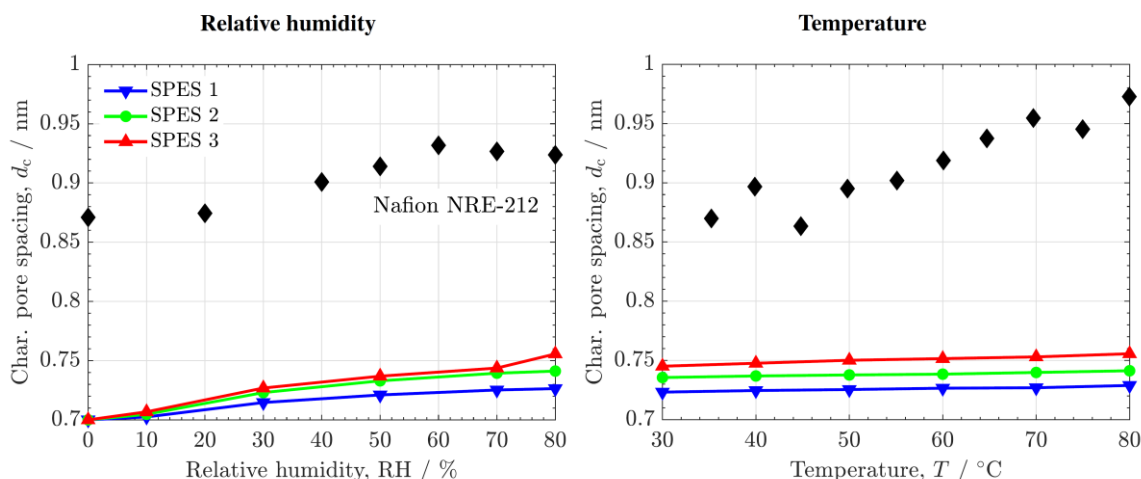 Relative humidity
1
0.95
0.9
0.85
0.8
0.75
0.7
Char. pore spacing, d_c / nm
SPES 1
SPES 2
SPES 3
Nafion NRE-212
0 10 20 30 40 50 60 70 80
Relative humidity, RH / %
Temperature
1
0.95
0.9
0.85
0.8
0.75
0.7
Char. pore spacing, d_c / nm
30 40 50 60 70 80
Temperature, T / °C